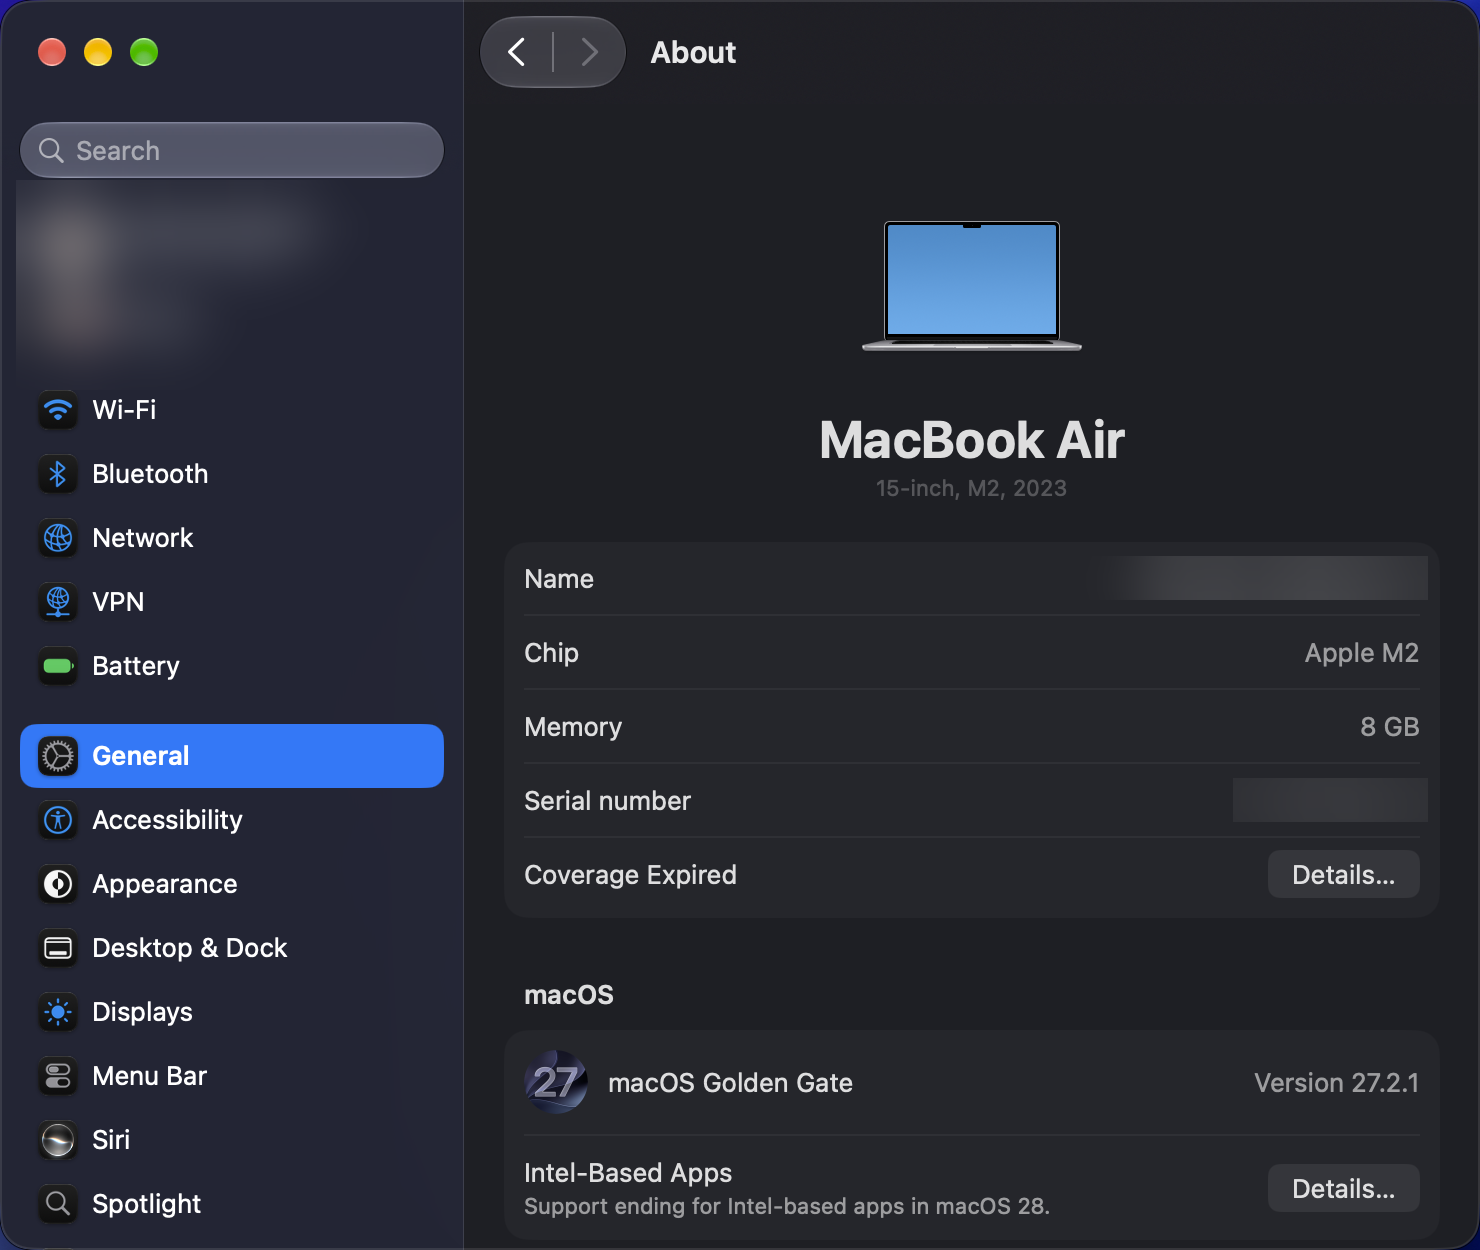 About
Search
Wi-Fi
Bluetooth
Network
VPN
Battery
General
Accessibility
Appearance
Desktop & Dock
Displays
Menu Bar
Siri
Spotlight
MacBook Air
15-inch, M2, 2023
Name
Chip Apple M2
Memory 8 GB
Serial number
Coverage Expired Details...
macOS
27 macOS Golden Gate Version 27.2.1
Intel-Based Apps Details...
Support ending for Intel-based apps in macOS 28.